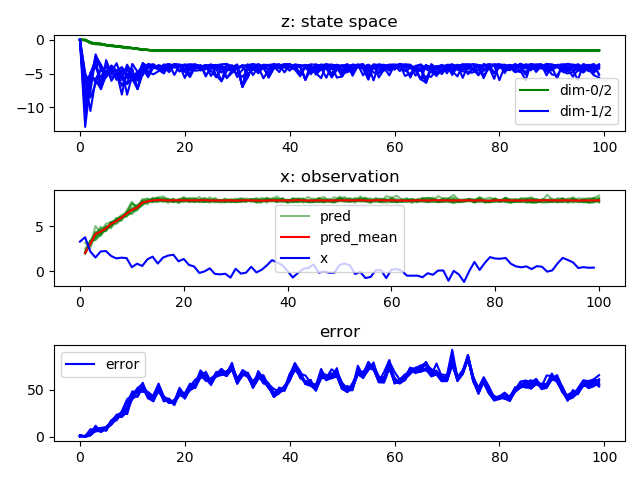 z: state space
0
−5
−10
dim-0/2
dim-1/2
0 20 40 60 80 100
x: observation
5
0
pred
pred_mean
x
0 20 40 60 80 100
error
50
0
error
0 20 40 60 80 100